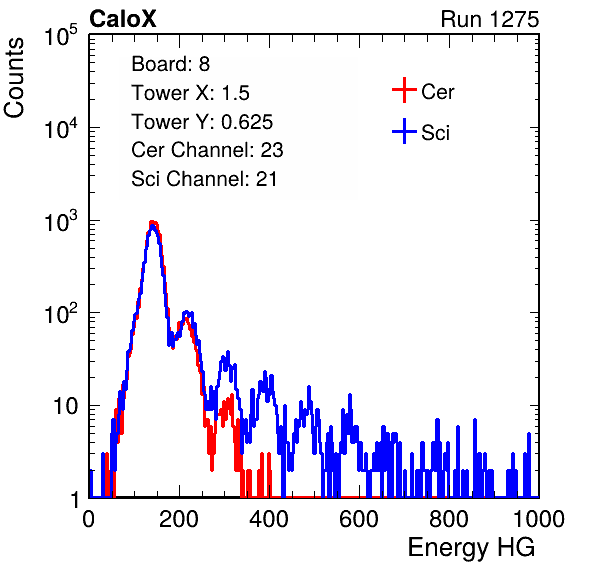 CaloX Run 1275
Board: 8
Tower X: 1.5
Tower Y: 0.625
Cer Channel: 23
Sci Channel: 21
Cer
Sci
Counts
10^5
10^4
10^3
10^2
10
1
0 200 400 600 800 1000
Energy HG